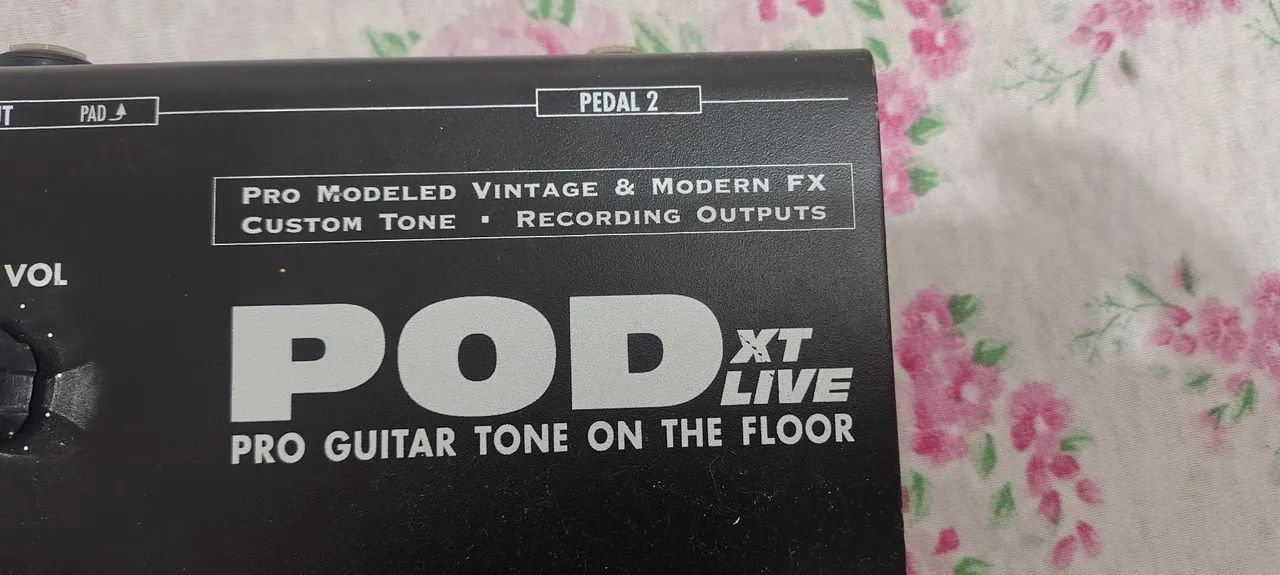 PAD
PEDAL 2
PRO MODELED VINTAGE & MODERN FX
CUSTOM TONE ▪ RECORDING OUTPUTS
VOL
POD XT LIVE
PRO GUITAR TONE ON THE FLOOR